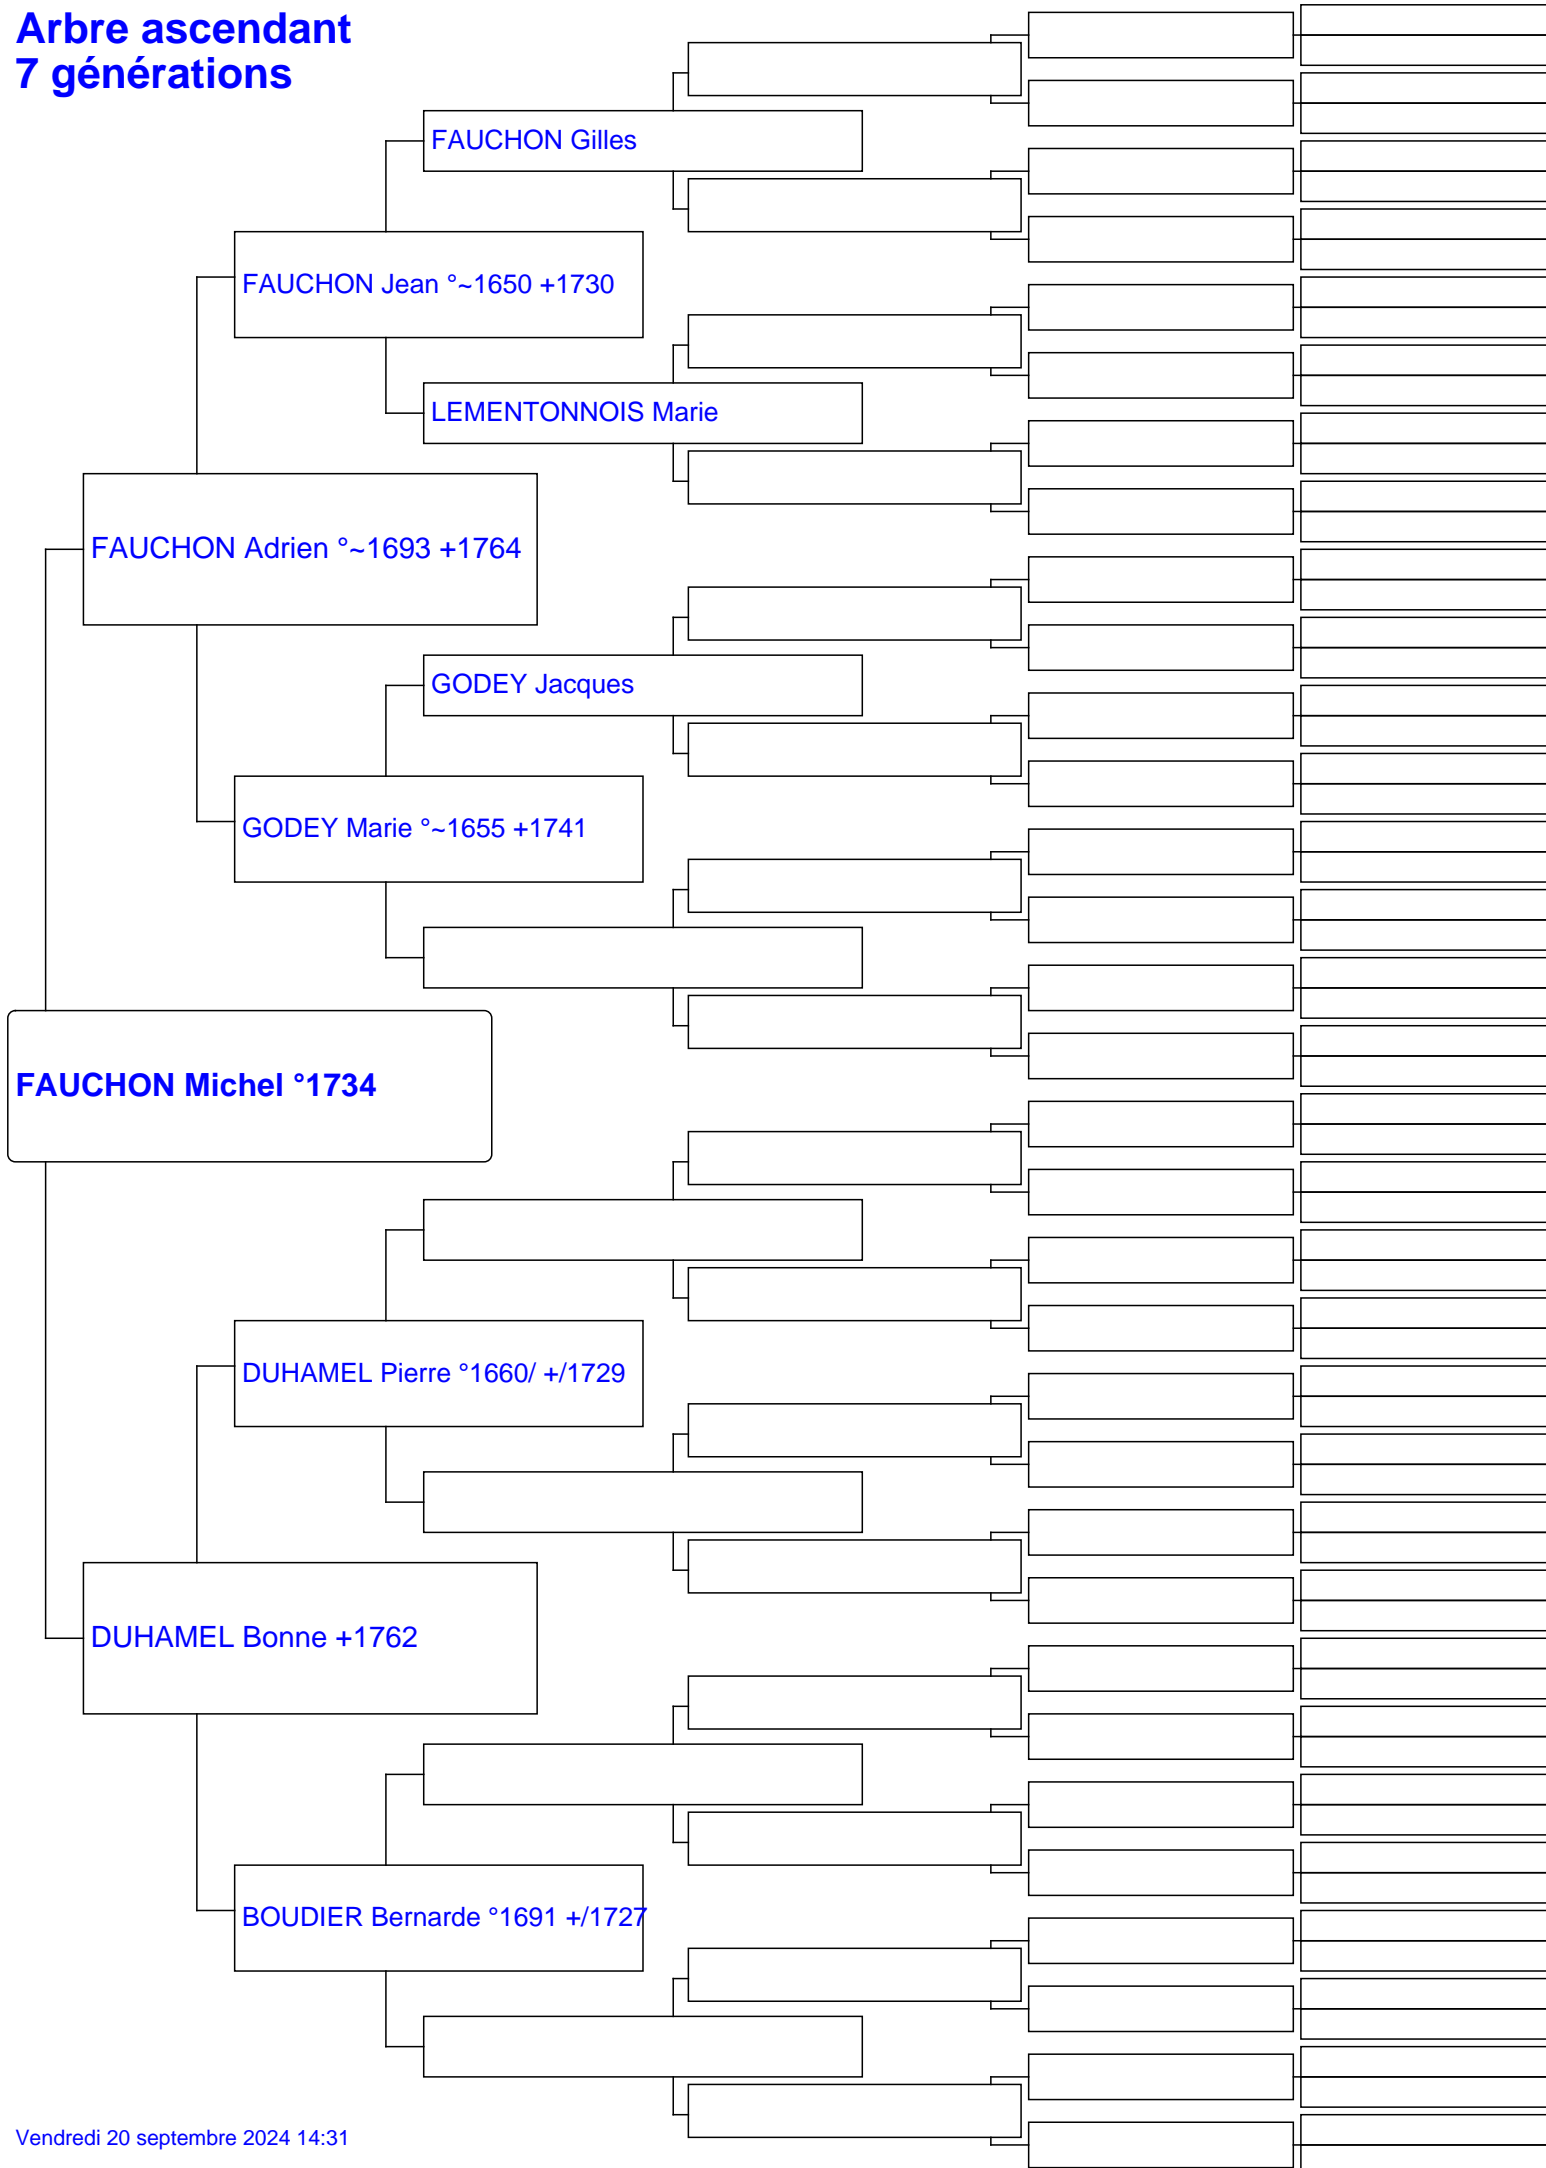 Arbre ascendant
7 générations
FAUCHON Gilles
FAUCHON Jean °~1650 +1730
LEMENTONNOIS Marie
FAUCHON Adrien °~1693 +1764
GODEY Jacques
GODEY Marie °~1655 +1741
FAUCHON Michel °1734
DUHAMEL Pierre °1660/ +/1729
DUHAMEL Bonne +1762
BOUDIER Bernarde °1691 +/1727
Vendredi 20 septembre 2024 14:31